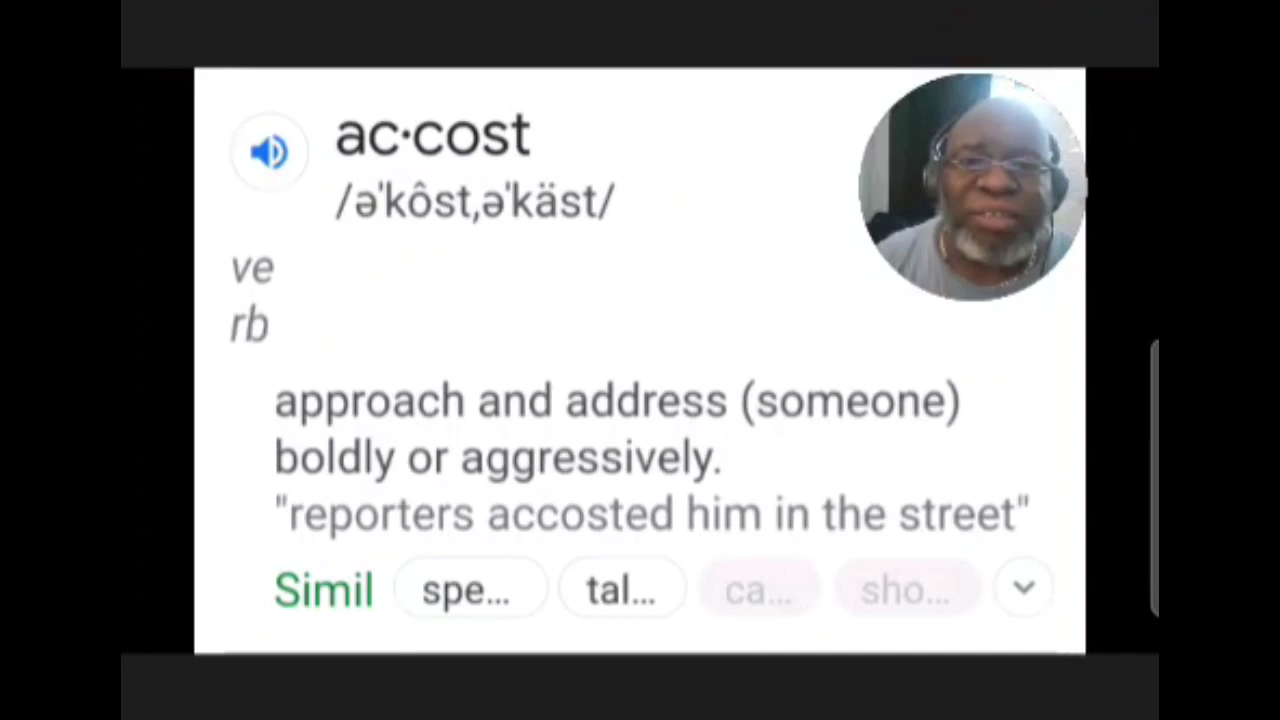 ac·cost
/əˈkôst,əˈkäst/
ve
rb
approach and address (someone)
boldly or aggressively.
"reporters accosted him in the street"
Simil spe... tal... ca... sho...